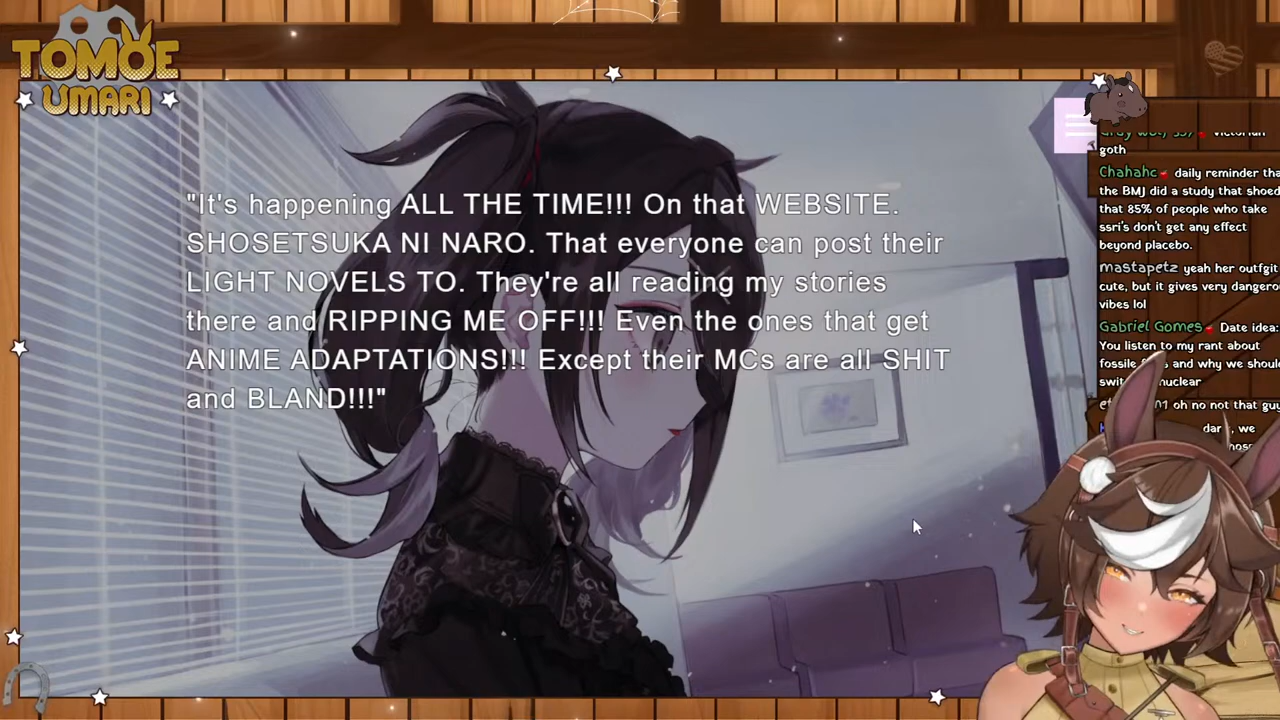 TOMOE
UMARI
"It's happening ALL THE TIME!!! On that WEBSITE.
SHOSETSUKA NI NARO. That everyone can post their
LIGHT NOVELS TO. They're all reading my stories
there and RIPPING ME OFF!!! Even the ones that get
ANIME ADAPTATIONS!!! Except their MCs are all SHIT
and BLAND!!!"
goth
Chahahc daily reminder tha
the BMJ did a study that shoed
that 85% of people who take
ssri's don't get any effect
beyond placebo.
mastapetz yeah her outfgit
cute, but it gives very dangero
vibes lol
Gabriel Gomes Date idea:
You listen to my rant about
and why we shoul
oh no not that gu
dar , we